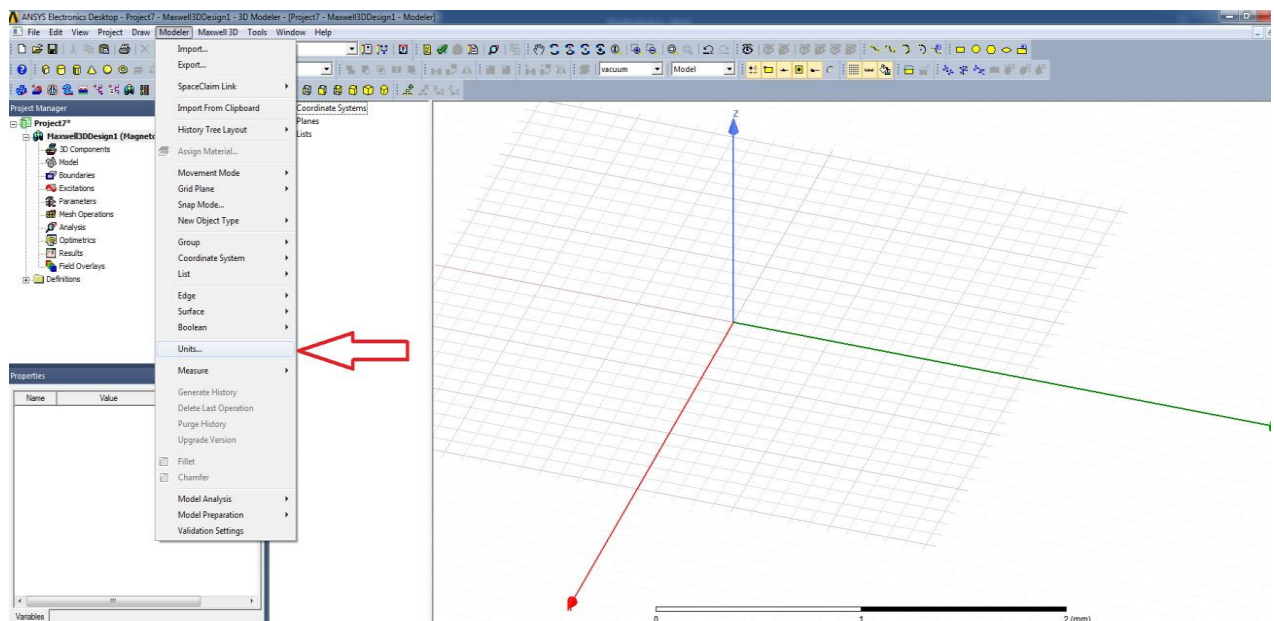 ANSYS Electronics Desktop - Project7 - Maxwell3DDesign1 - 3D Modeler - [Project7 - Maxwell3DDesign1 - Modeler]
File Edit View Project Draw Modeler Maxwell 3D Tools Window Help
vacuum Model
Project Manager
Project7*
Maxwell3DDesign1 (Magneto
3D Components
Model
Boundaries
Excitations
Parameters
Mesh Operations
Analysis
Optimetrics
Results
Field Overlays
Definitions
Import...
Export...
SpaceClaim Link
Import From Clipboard
History Tree Layout
Assign Material...
Movement Mode
Grid Plane
Snap Mode...
New Object Type
Group
Coordinate System
List
Edge
Surface
Boolean
Units...
Measure
Generate History
Delete Last Operation
Purge History
Upgrade Version
Fillet
Chamfer
Model Analysis
Model Preparation
Validation Settings
Coordinate Systems
Planes
Lists
Properties
Name Value
Variables
Z
0 1 2 (mm)